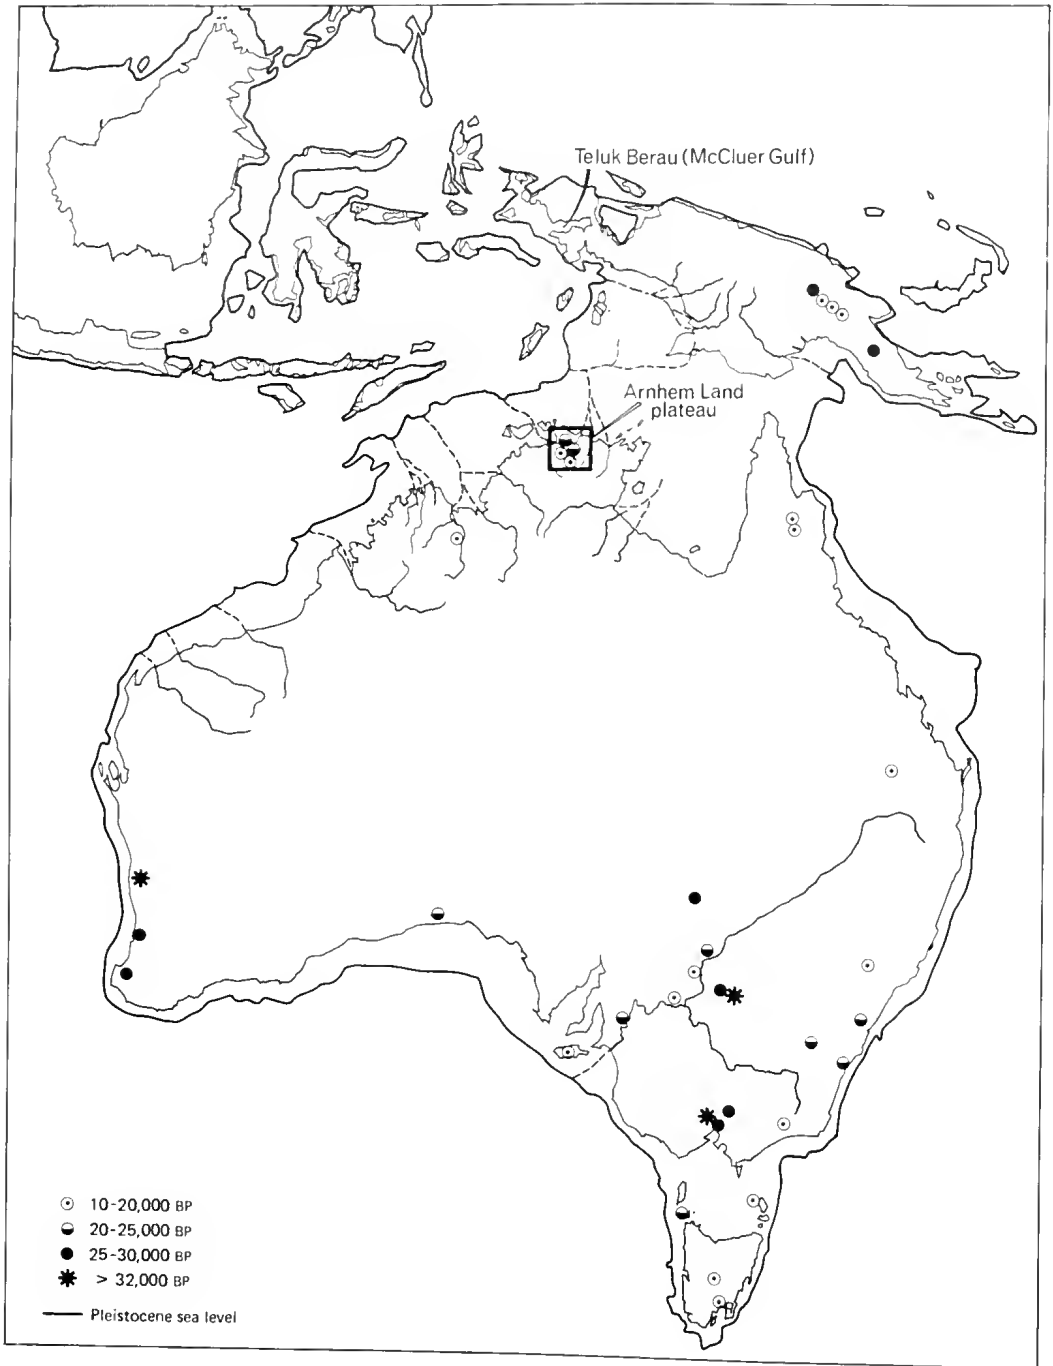 Teluk Berau (McCluer Gulf)
Arnhem Land
plateau
10-20,000 BP
20-25,000 BP
25-30,000 BP
> 32,000 BP
Pleistocene sea level